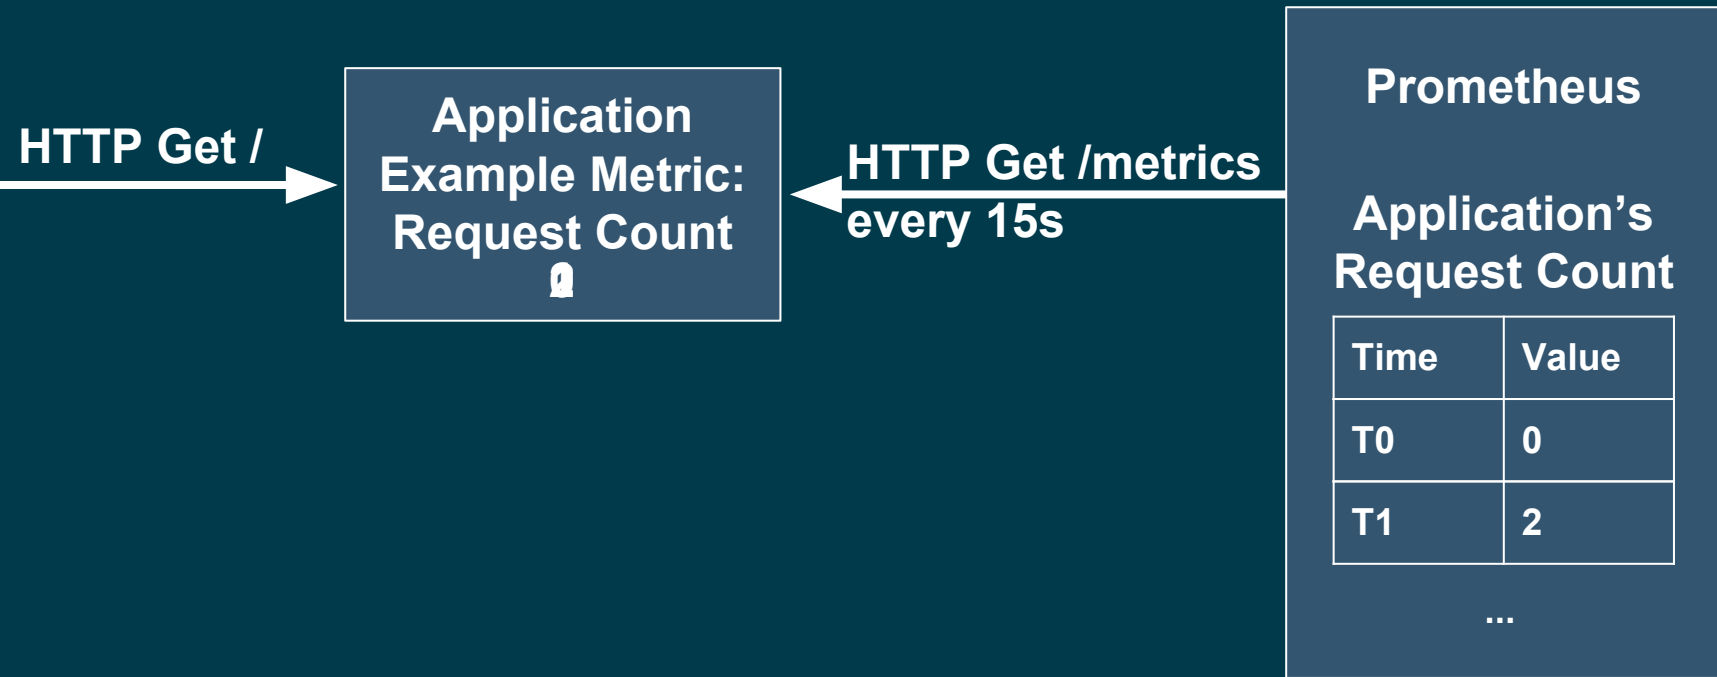 HTTP Get /
Application
Example Metric:
Request Count
HTTP Get /metrics
every 15s
Prometheus
Application’s
Request Count
Time Value
T0 0
T1 2
...